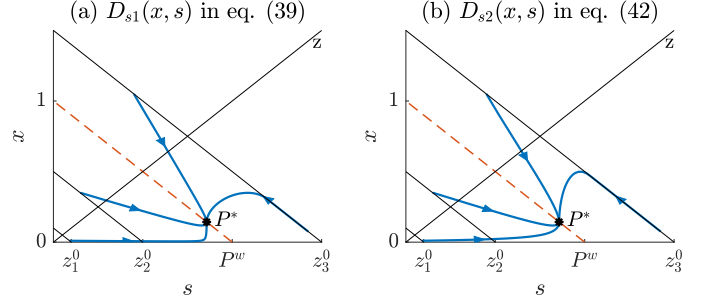 (a) D_{s1}(x, s) in eq. (39)
z
1
x
P*
0
z_1^0 z_2^0 P^w z_3^0
s
(b) D_{s2}(x, s) in eq. (42)
z
1
x
P*
0
z_1^0 z_2^0 P^w z_3^0
s